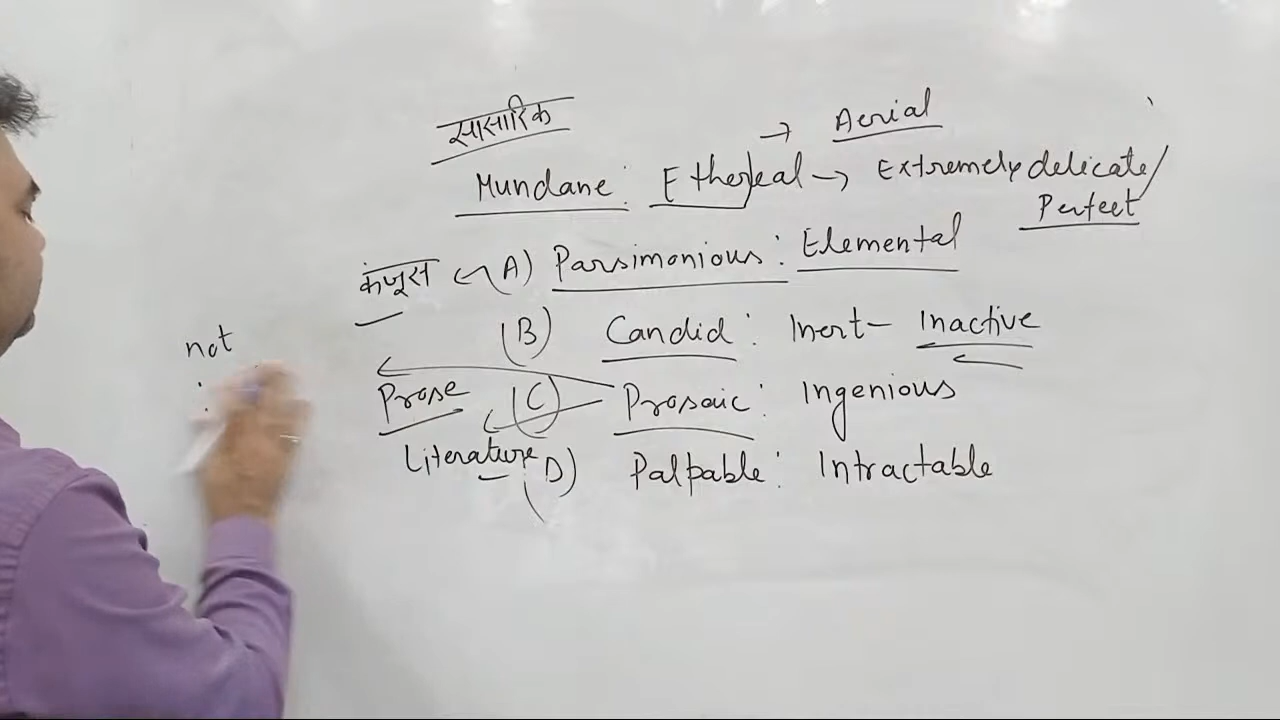 सासारिक
→ Aerial
Mundane: Ethereal → Extremely delicate/
Perfect
कंजूस A) Parsimonious: Elemental
(B) Candid: Inert- Inactive
not
Prose (C) Prosaic: Ingenious
Literature D) Palpable: Intractable